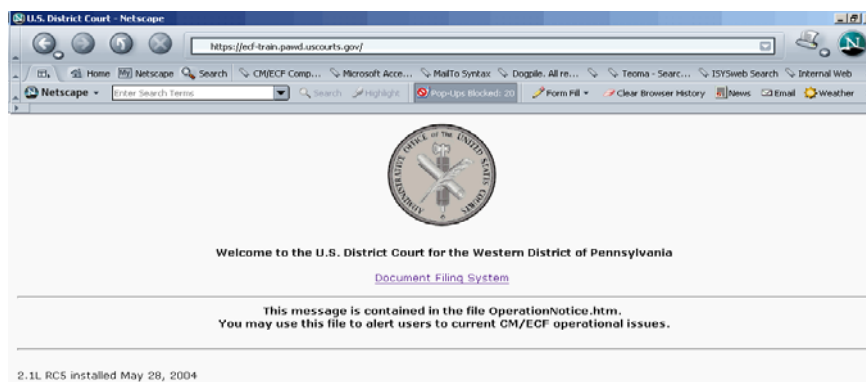 U.S. District Court - Netscape
https://ecf-train.pawd.uscourts.gov/
Home Netscape Search CM/ECF Comp... Microsoft Acce... MailTo Syntax Dogpile. All re... Teoma - Searc... ISYSweb Search Internal Web
Netscape Enter Search Terms Search Highlight Pop-Ups Blocked: 20 Form Fill Clear Browser History News Email Weather
ADMINISTRATIVE OFFICE OF THE UNITED STATES COURTS
Welcome to the U.S. District Court for the Western District of Pennsylvania
Document Filing System
This message is contained in the file OperationNotice.htm.
You may use this file to alert users to current CM/ECF operational issues.
2.1L RC5 installed May 28, 2004